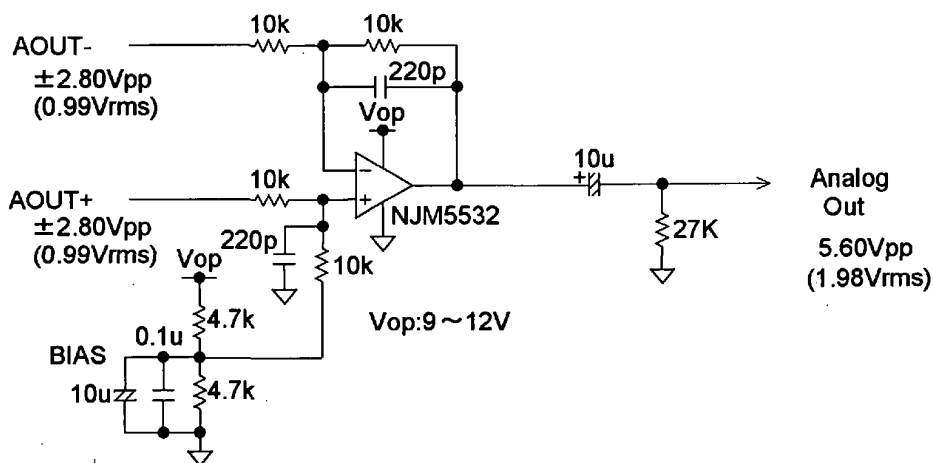 10k
10k
AOUT-
±2.80Vpp
(0.99Vrms)
220p
Vop
10k
10u
+
Analog
Out
AOUT+
±2.80Vpp
(0.99Vrms)
−
+
NJM5532
27K
5.60Vpp
(1.98Vrms)
220p
Vop
10k
4.7k
Vop:9～12V
0.1u
BIAS
10u
4.7k